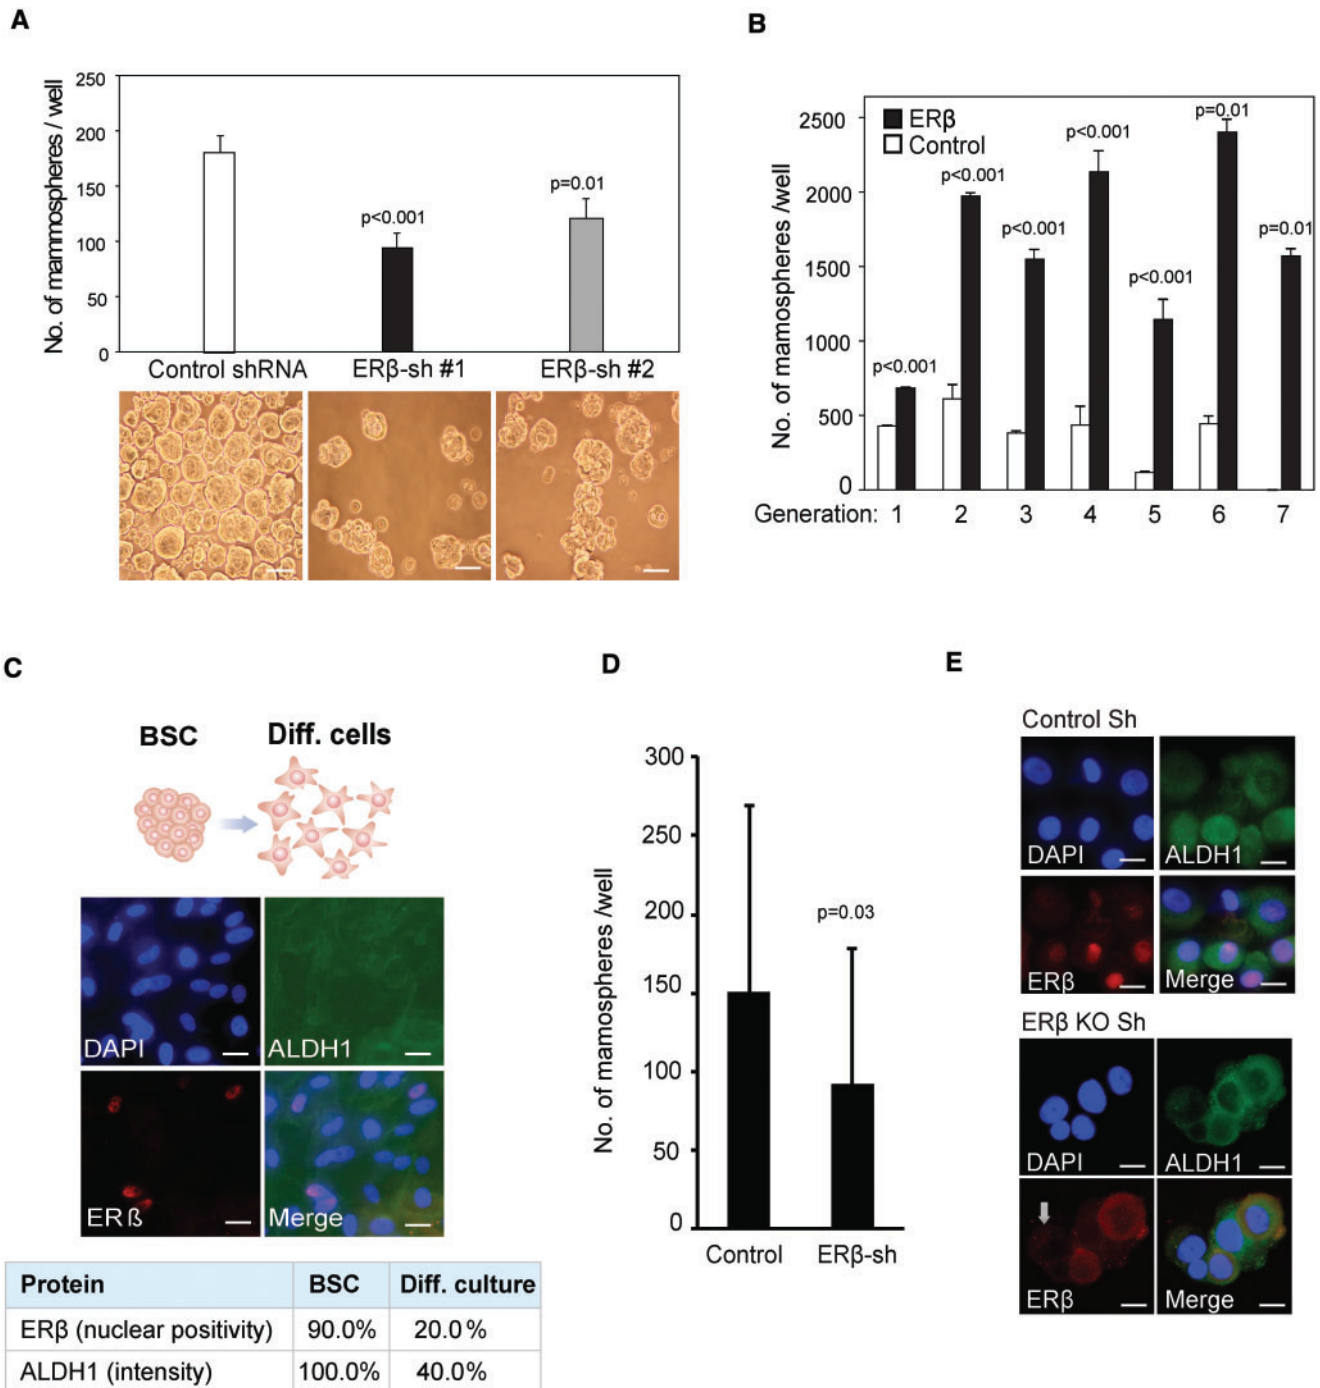 A
No. of mammospheres / well
250
200
150
100
50
0
p<0.001
p=0.01
Control shRNA
ERβ-sh #1
ERβ-sh #2
B
No. of mamospheres /well
2500
2000
1500
1000
500
0
ERβ
Control
p<0.001
p<0.001
p<0.001
p<0.001
p<0.001
p=0.01
p=0.01
Generation: 1 2 3 4 5 6 7
C
BSC
Diff. cells
DAPI
ALDH1
ERß
Merge
Protein BSC Diff. culture
ERβ (nuclear positivity) 90.0% 20.0%
ALDH1 (intensity) 100.0% 40.0%
D
No. of mamospheres /well
300
250
200
150
100
50
0
p=0.03
Control
ERβ-sh
E
Control Sh
DAPI
ALDH1
ERβ
Merge
ERβ KO Sh
DAPI
ALDH1
ERβ
Merge